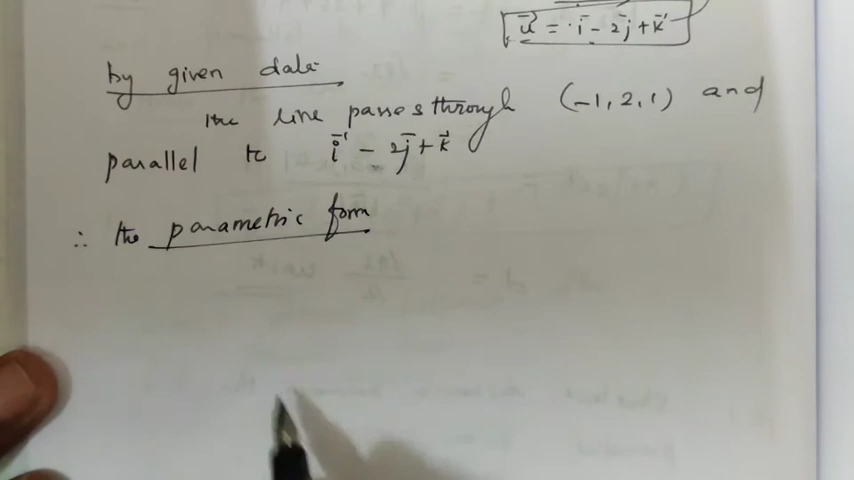 u⃗ = i̅ - 2j̅ + k̅
by given data
the line passes through (-1, 2, 1) and
parallel to i̅ - 2j̅ + k̅
∴ the parametric form